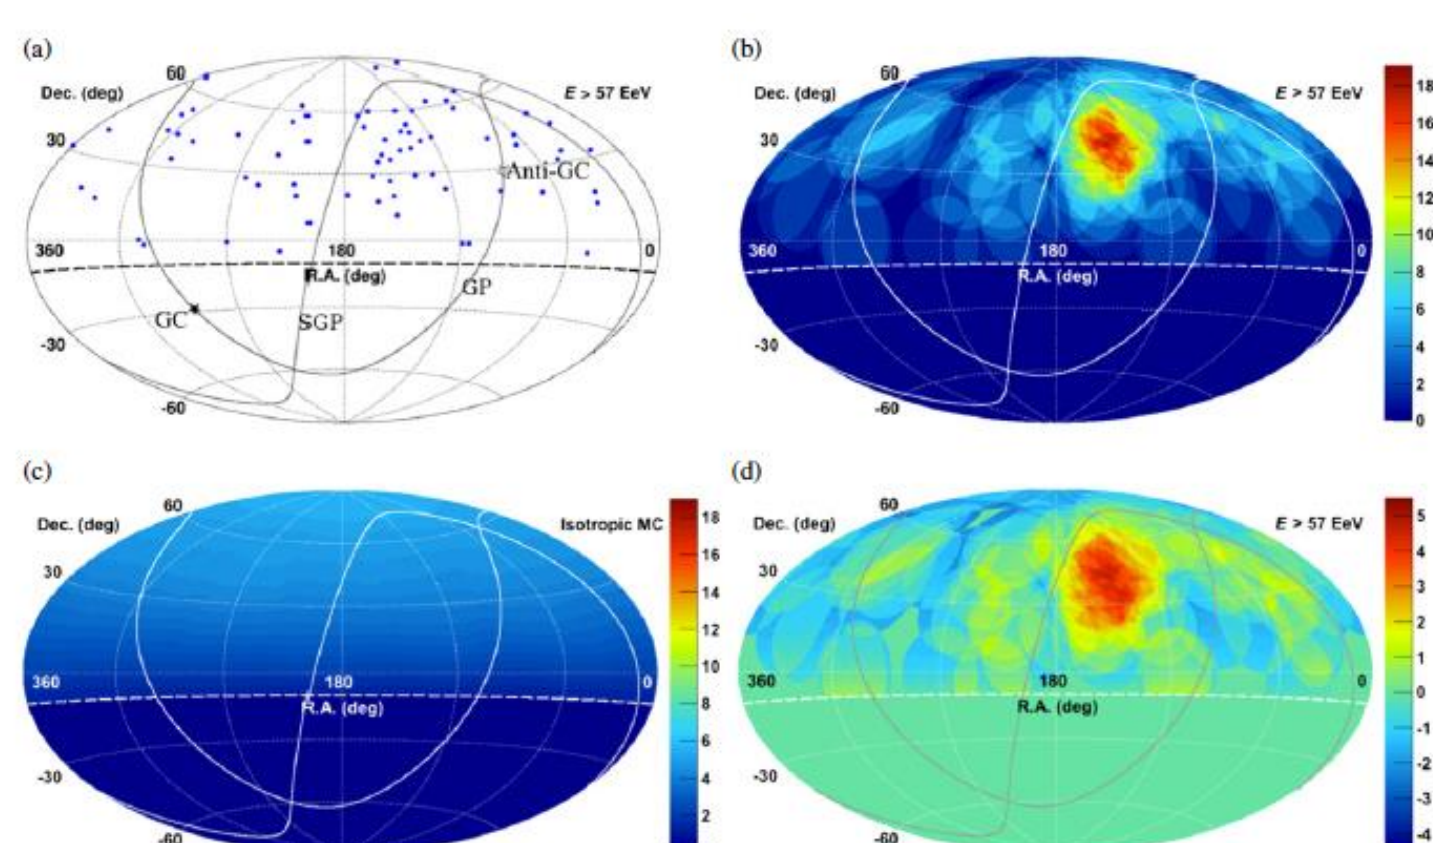 (a)
60
Dec. (deg)
E > 57 EeV
30
Anti-GC
360
180
0
R.A. (deg)
GP
GC
SGP
-30
-60
(b)
60
Dec. (deg)
E > 57 EeV
30
360
180
0
R.A. (deg)
-30
-60
18
16
14
12
10
8
6
4
2
0
(c)
60
Dec. (deg)
Isotropic MC
30
360
180
0
R.A. (deg)
-30
-60
18
16
14
12
10
8
6
4
2
(d)
60
Dec. (deg)
E > 57 EeV
30
360
180
0
R.A. (deg)
-30
-60
5
4
3
2
1
0
-1
-2
-3
-4